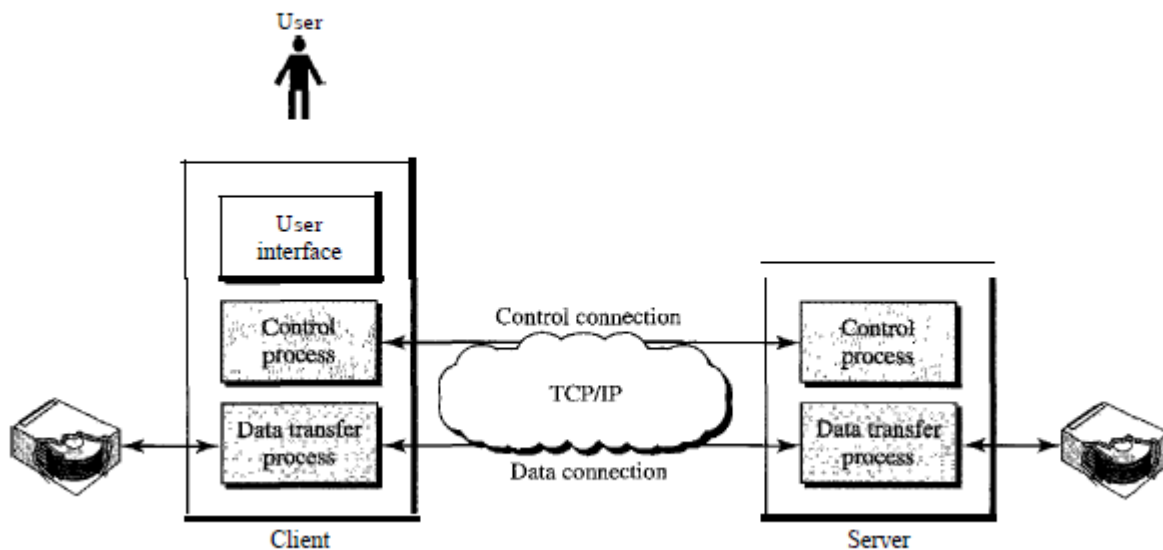 User
User
interface
Control
process
Data transfer
process
Client
Control connection
TCP/IP
Data connection
Control
process
Data transfer
process
Server